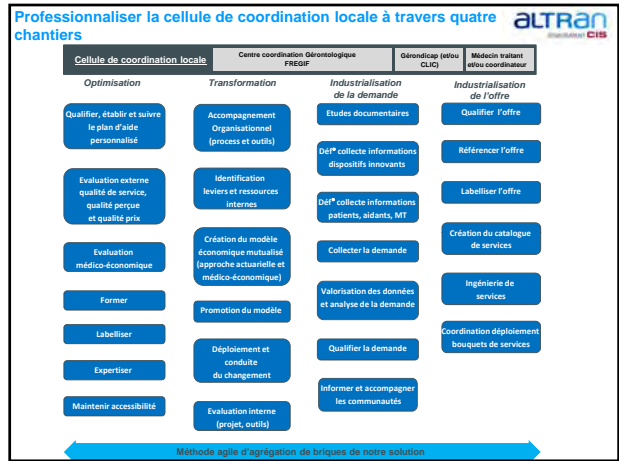 Professionnaliser la cellule de coordination locale à travers quatre
chantiers
altran
CIS
Cellule de coordination locale
Centre coordination Gérontologique
FREGIF
Gérondicap (et/ou
CLIC)
Médecin traitant
et/ou coordinateur
Optimisation
Transformation
Industrialisation
de la demande
Industrialisation
de l'offre
Qualifier, établir et suivre
le plan d'aide
personnalisé
Evaluation externe
qualité de service,
qualité perçue
et qualité prix
Evaluation
médico-économique
Former
Labelliser
Expertiser
Maintenir accessibilité
Accompagnement
Organisationnel
(process et outils)
Identification
leviers et ressources
internes
Création du modèle
économique mutualisé
(approche actuarielle et
médico-économique)
Promotion du modèle
Déploiement et
conduite
du changement
Evaluation interne
(projet, outils)
Etudes documentaires
Déf° collecte informations
dispositifs innovants
Déf° collecte informations
patients, aidants, MT
Collecter la demande
Valorisation des données
et analyse de la demande
Qualifier la demande
Informer et accompagner
les communautés
Qualifier l'offre
Référencer l'offre
Labelliser l'offre
Création du catalogue
de services
Ingénierie de
services
Coordination déploiement
bouquets de services
Méthode agile d'agrégation de briques de notre solution